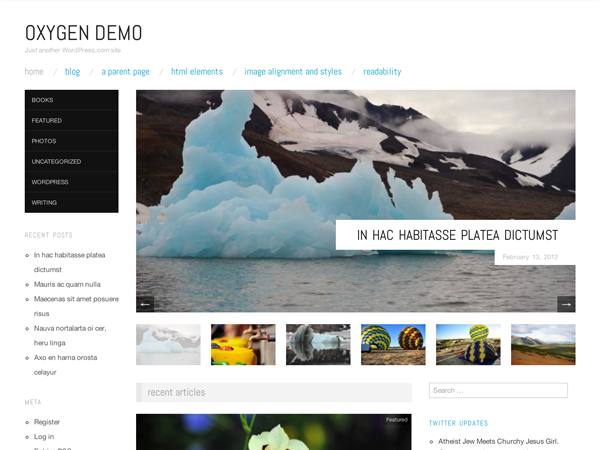 OXYGEN DEMO
Just another WordPress.com site
home / blog / a parent page / html elements / image alignment and styles / readability
BOOKS
FEATURED
PHOTOS
UNCATEGORIZED
WORDPRESS
WRITING
RECENT POSTS
In hac habitasse platea
dictumst
Mauris ac quam nulla
Maecenas sit amet posuere
risus
Nauva nortalarta oi cer,
heru linga
Axo en hama orosta
celayur
META
Register
Log in
IN HAC HABITASSE PLATEA DICTUMST
February 13, 2012
← →
recent articles
Featured
Search ...
TWITTER UPDATES
Atheist Jew Meets Churchy Jesus Girl.